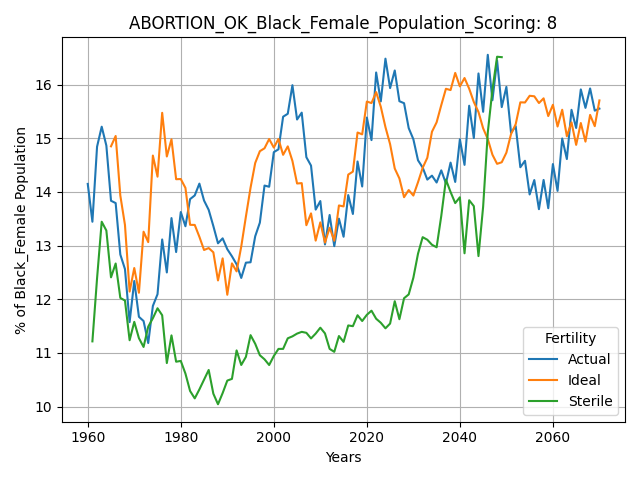 ABORTION_OK_Black_Female_Population_Scoring: 8
% of Black_Female Population
16
15
14
13
12
11
10
1960
1980
2000
2020
2040
2060
Years
Fertility
Actual
Ideal
Sterile